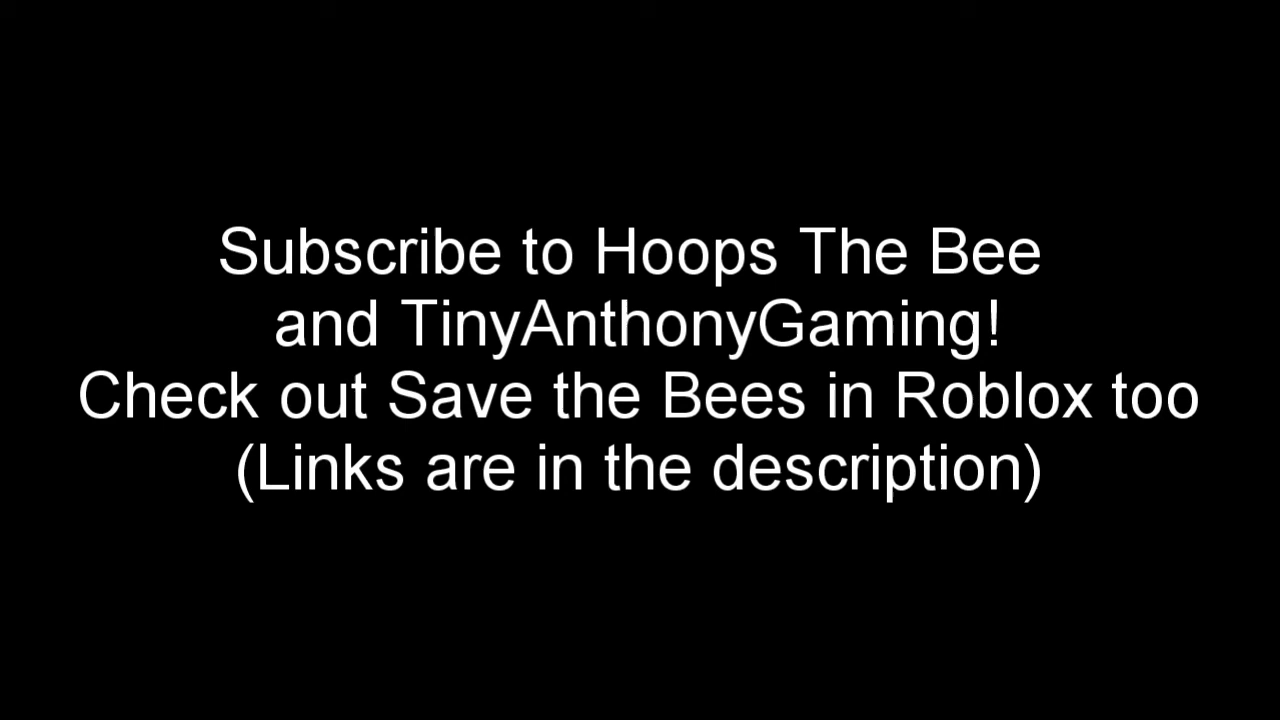 Subscribe to Hoops The Bee
and TinyAnthonyGaming!
Check out Save the Bees in Roblox too
(Links are in the description)